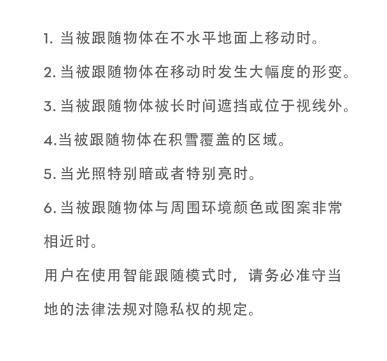 1. 当被跟随物体在不水平地面上移动时。
2. 当被跟随物体在移动时发生大幅度的形变。
3. 当被跟随物体被长时间遮挡或位于视线外。
4.当被跟随物体在积雪覆盖的区域。
5. 当光照特别暗或者特别亮时。
6. 当被跟随物体与周围环境颜色或图案非常
相近时。
用户在使用智能跟随模式时，请务必准守当
地的法律法规对隐私权的规定。